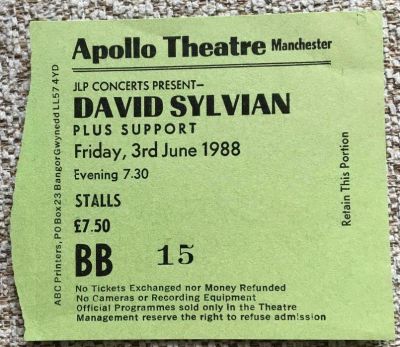 Apollo Theatre Manchester
JLP CONCERTS PRESENT–
DAVID SYLVIAN
PLUS SUPPORT
Friday, 3rd June 1988
Evening 7.30
STALLS
£7.50
BB 15
No Tickets Exchanged nor Money Refunded
No Cameras or Recording Equipment
Official Programmes sold only in the Theatre
Management reserve the right to refuse admission
Retain This Portion
ABC Printers, PO Box 23 Bangor Gwynedd LL57 4YD